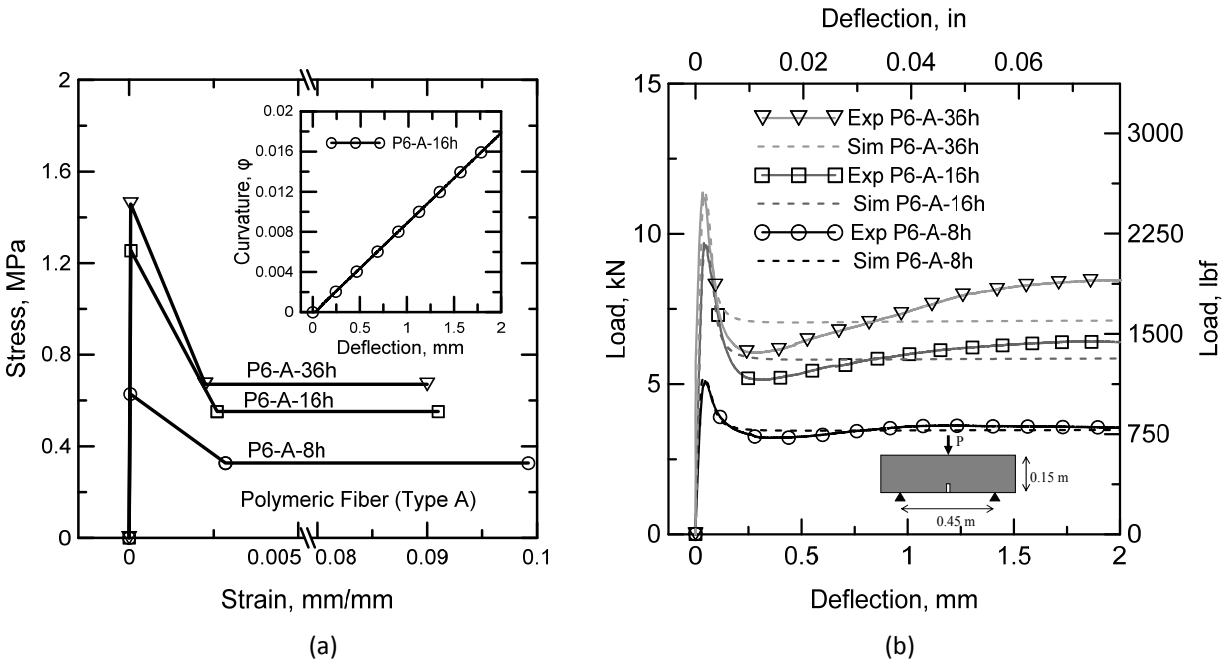 Stress, MPa
2
1.6
1.2
0.8
0.4
0
0 0.005 0.08 0.09 0.1
Strain, mm/mm
P6-A-36h
P6-A-16h
P6-A-8h
Polymeric Fiber (Type A)
Curvature, φ
0.02
0.016
0.012
0.008
0.004
0
P6-A-16h
0 0.5 1 1.5 2
Deflection, mm
(a)
Deflection, in
0 0.02 0.04 0.06
Load, kN
15
10
5
0
Exp P6-A-36h
Sim P6-A-36h
Exp P6-A-16h
Sim P6-A-16h
Exp P6-A-8h
Sim P6-A-8h
P
0.15 m
0.45 m
3000
2250
1500
750
0
Load, lbf
0 0.5 1 1.5 2
Deflection, mm
(b)